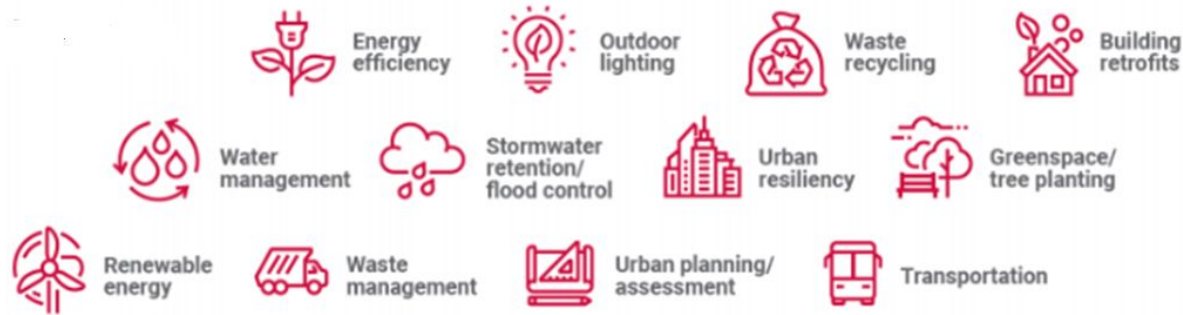 Energy
efficiency
Outdoor
lighting
Waste
recycling
Building
retrofits
Water
management
Stormwater
retention/
flood control
Urban
resiliency
Greenspace/
tree planting
Renewable
energy
Waste
management
Urban planning/
assessment
Transportation